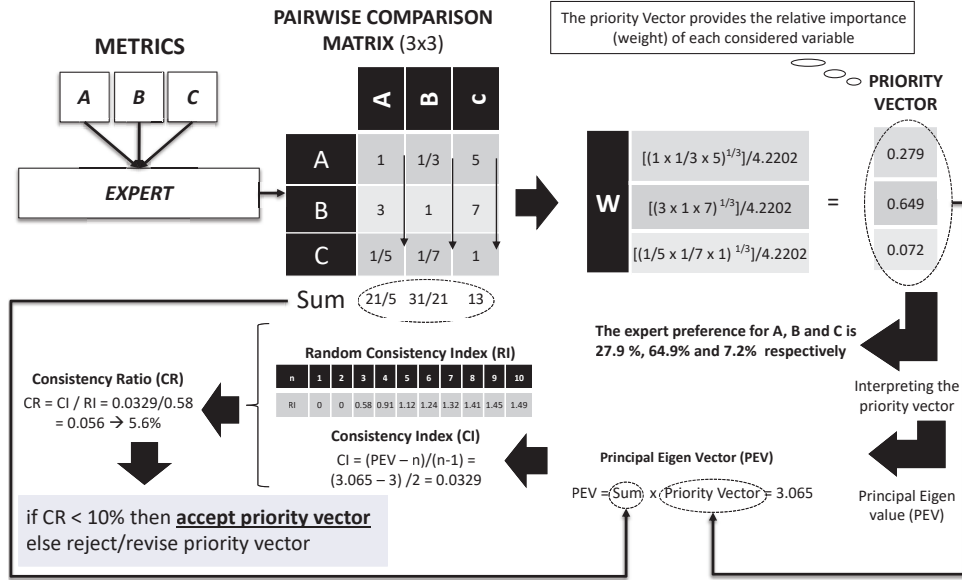 METRICS
A B C
EXPERT
PAIRWISE COMPARISON
MATRIX (3x3)
A B c
A 1 1/3 5
B 3 1 7
C 1/5 1/7 1
Sum 21/5 31/21 13
The priority Vector provides the relative importance
(weight) of each considered variable
W
[(1 x 1/3 x 5)1/3]/4.2202
[(3 x 1 x 7) 1/3]/4.2202
[(1/5 x 1/7 x 1) 1/3]/4.2202
=
PRIORITY
VECTOR
0.279
0.649
0.072
The expert preference for A, B and C is
27.9 %, 64.9% and 7.2% respectively
Interpreting the
priority vector
Random Consistency Index (RI)
n 1 2 3 4 5 6 7 8 9 10
RI 0 0 0.58 0.91 1.12 1.24 1.32 1.41 1.45 1.49
Consistency Ratio (CR)
CR = CI / RI = 0.0329/0.58
= 0.056 → 5.6%
Consistency Index (CI)
CI = (PEV – n)/(n-1) =
(3.065 – 3) /2 = 0.0329
Principal Eigen Vector (PEV)
PEV = Sum x Priority Vector = 3.065
Principal Eigen
value (PEV)
if CR < 10% then accept priority vector
else reject/revise priority vector